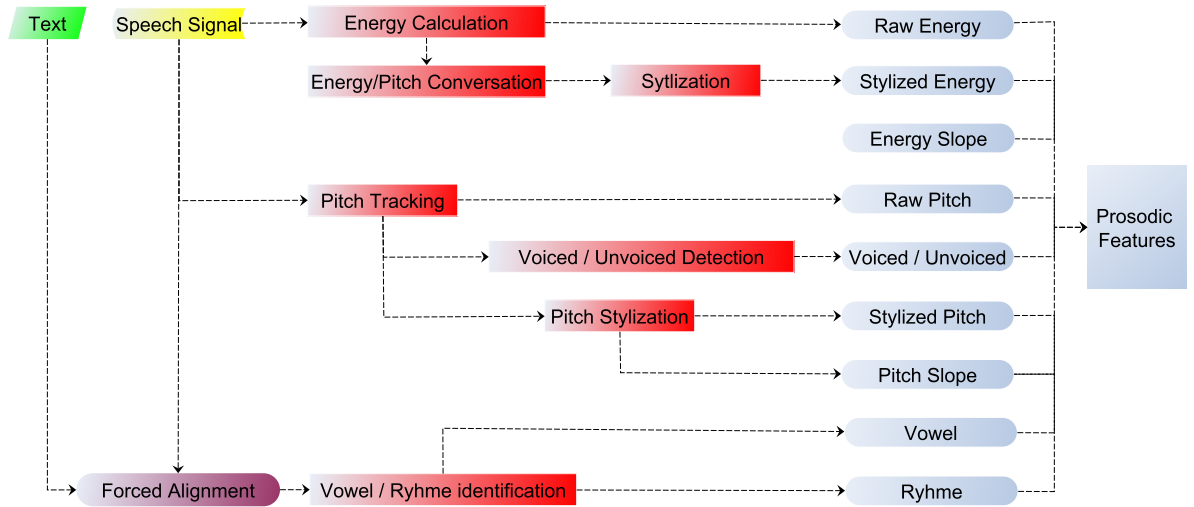 Text
Speech Signal
Energy Calculation
Raw Energy
Energy/Pitch Conversation
Sytlization
Stylized Energy
Energy Slope
Pitch Tracking
Raw Pitch
Prosodic
Features
Voiced / Unvoiced Detection
Voiced / Unvoiced
Pitch Stylization
Stylized Pitch
Pitch Slope
Vowel
Forced Alignment
Vowel / Ryhme identification
Ryhme